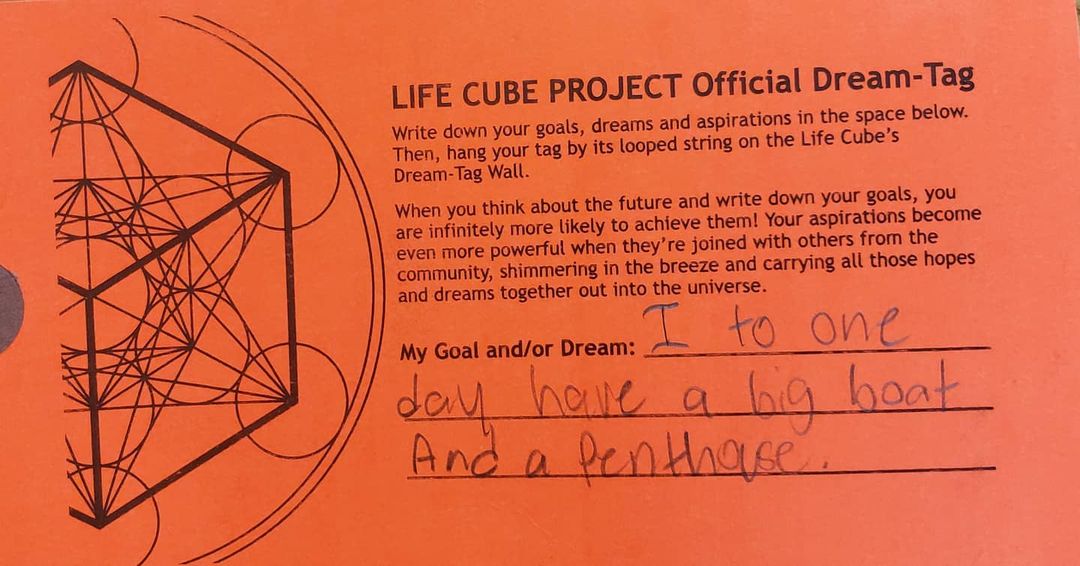 LIFE CUBE PROJECT Official Dream-Tag
Write down your goals, dreams and aspirations in the space below.
Then, hang your tag by its looped string on the Life Cube's
Dream-Tag Wall.
When you think about the future and write down your goals, you
are infinitely more likely to achieve them! Your aspirations become
even more powerful when they're joined with others from the
community, shimmering in the breeze and carrying all those hopes
and dreams together out into the universe.
My Goal and/or Dream: I to one
day have a big boat
And a Penthouse.